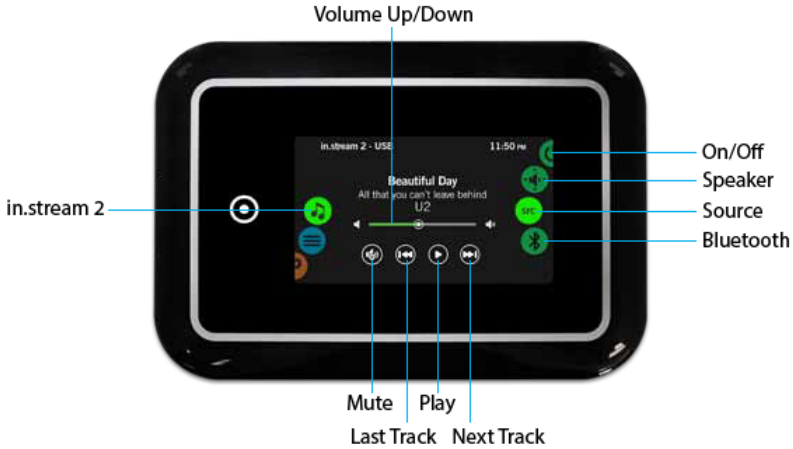 Volume Up/Down
in.stream 2 - USB
11:50 PM
On/Off
Beautiful Day
Speaker
All that you can't leave behind
U2
in.stream 2
SRC
Source
Bluetooth
Mute
Play
Last Track
Next Track